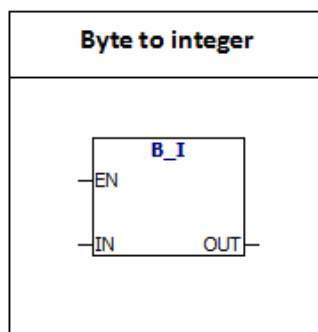 Byte to integer
B_I
EN
IN OUT